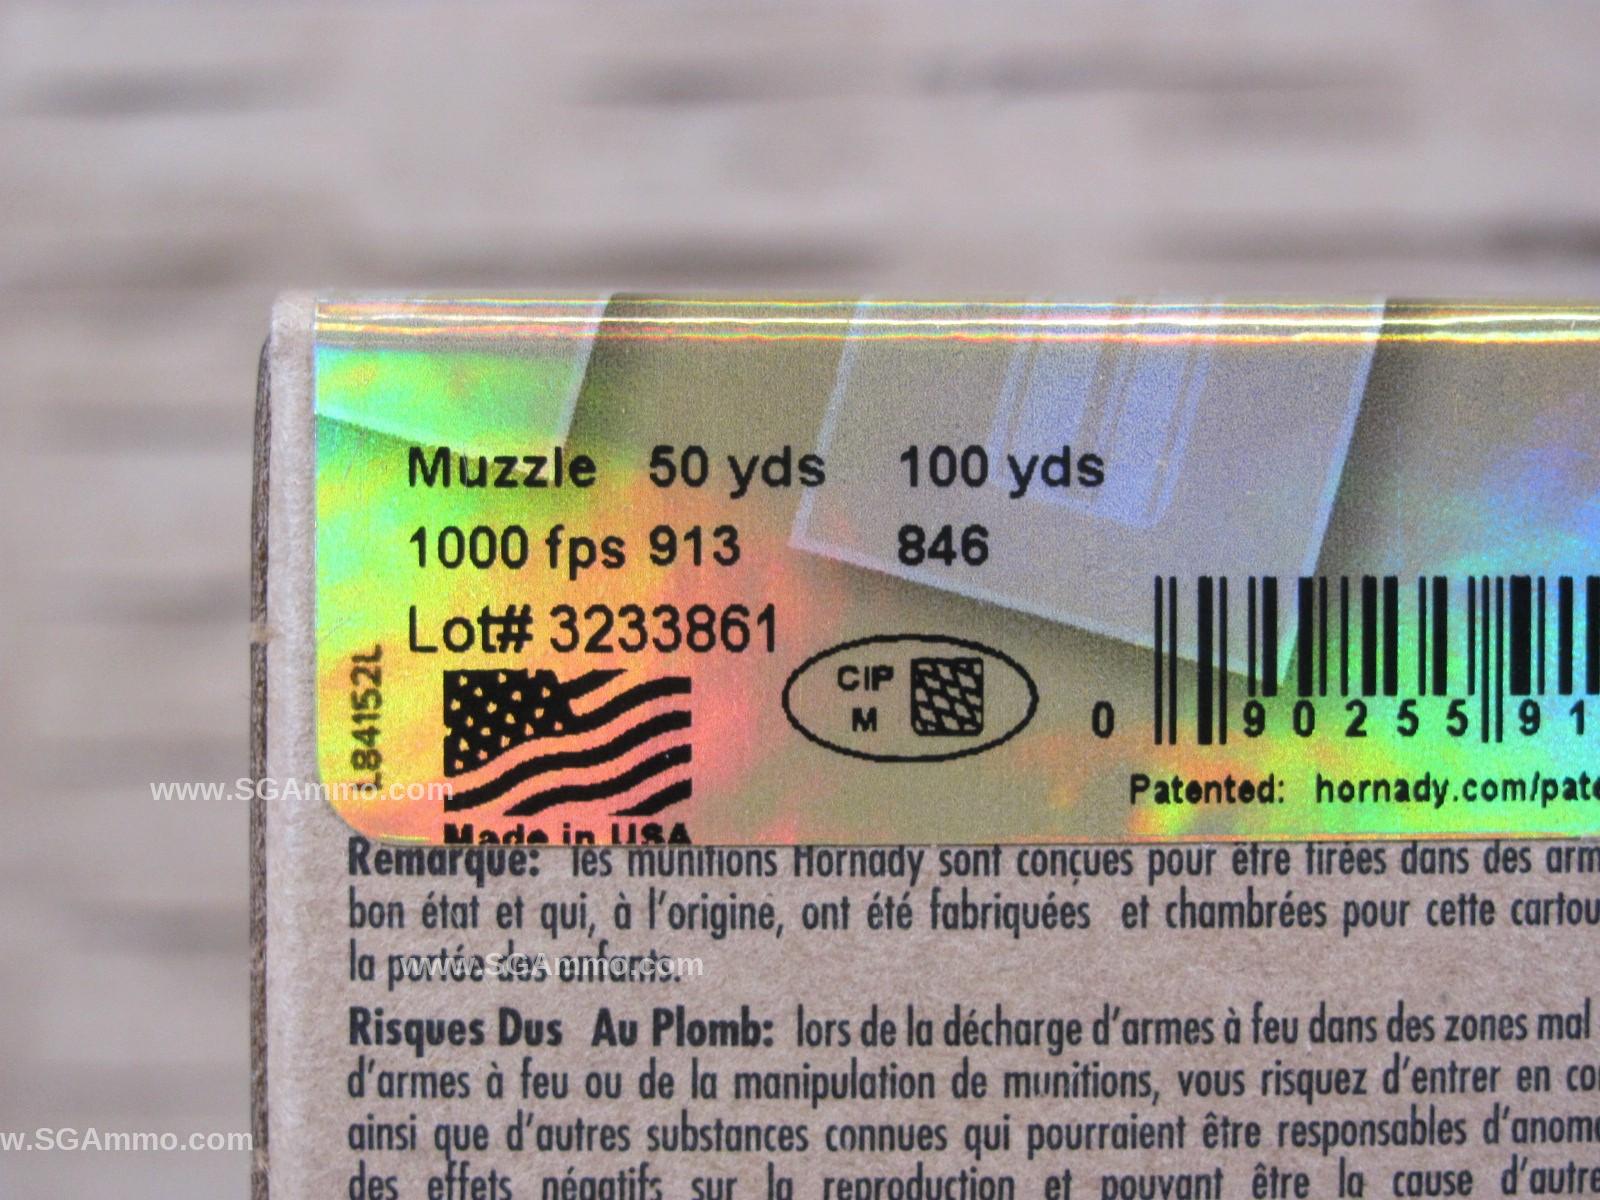 Muzzle 50 yds 100 yds
1000 fps 913 846
Lot# 3233861
L84152L
CIP
M
0 90255 91
Made in USA
Patented: hornady.com/pate
www.SGAmmo.com
Remarque: les munitions Hornady sont conçues pour être tirées dans des arm
bon état et qui, à l'origine, ont été fabriquées et chambrées pour cette cartou
la portée des enfants.
www.SGAmmo.com
Risques Dus Au Plomb: lors de la décharge d'armes à feu dans des zones mal
d'armes à feu ou de la manipulation de munitions, vous risquez d'entrer en co
ainsi que d'autres substances connues qui pourraient être responsables d'anoma
w.SGAmmo.com
des effets négatifs sur la reproduction et pouvant être la cause d'autre